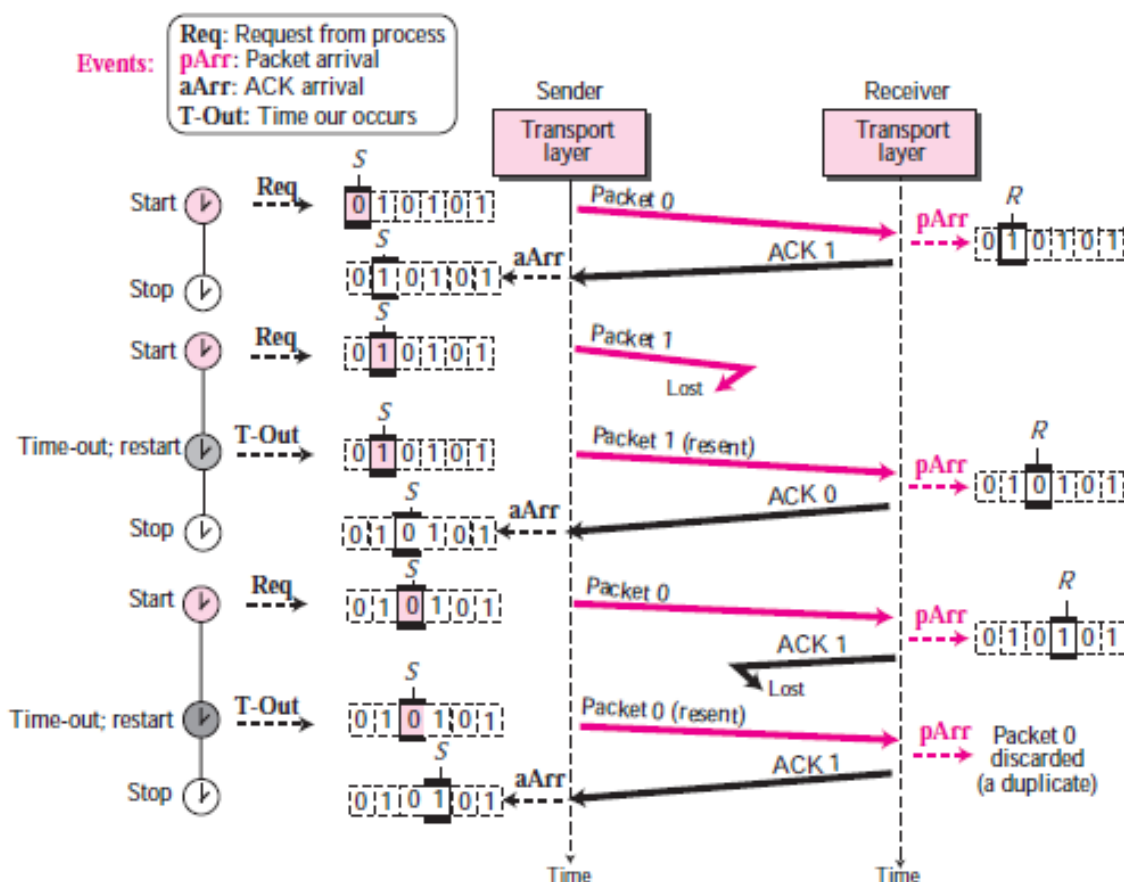 Events:
Req: Request from process
pArr: Packet arrival
aArr: ACK arrival
T-Out: Time our occurs
Sender
Receiver
Transport layer
Transport layer
S
Start
Req
0 1 0 1 0 1
Packet 0
pArr
R
0 1 0 1 0 1
S
Stop
0 1 0 1 0 1
aArr
ACK 1
S
Start
Req
0 1 0 1 0 1
Packet 1
Lost
S
Time-out; restart
T-Out
0 1 0 1 0 1
Packet 1 (resent)
pArr
R
0 1 0 1 0 1
S
Stop
0 1 0 1 0 1
aArr
ACK 0
S
Start
Req
0 1 0 1 0 1
Packet 0
pArr
R
0 1 0 1 0 1
ACK 1
Lost
S
Time-out; restart
T-Out
0 1 0 1 0 1
Packet 0 (resent)
pArr
Packet 0
discarded
(a duplicate)
S
Stop
0 1 0 1 0 1
aArr
ACK 1
Time
Time